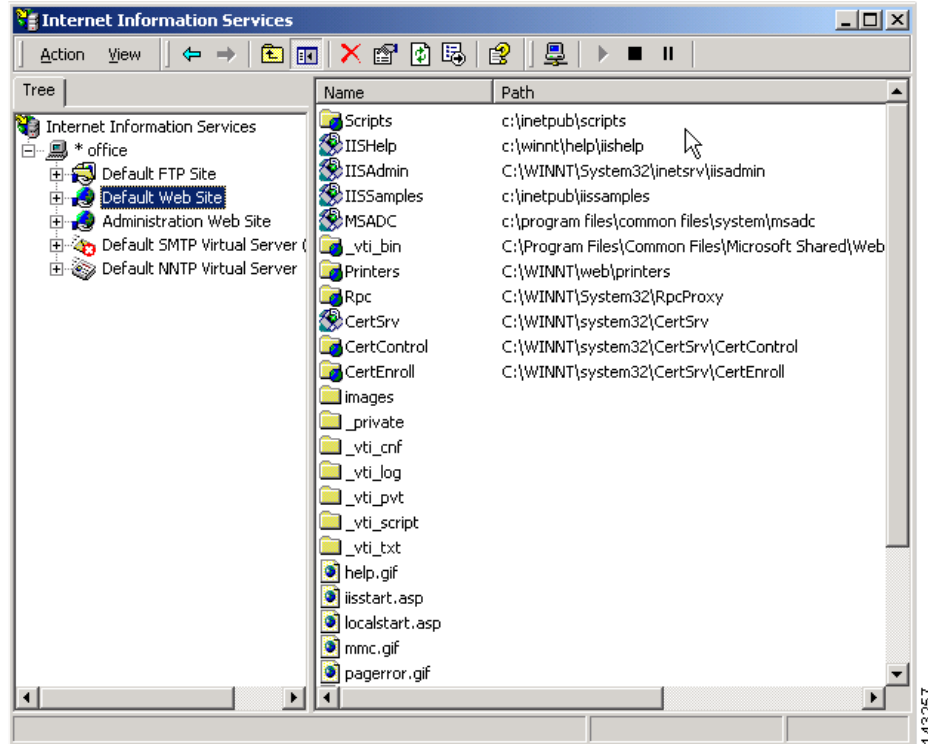 Internet Information Services
Action View
Tree
Name Path
Internet Information Services
* office
Default FTP Site
Default Web Site
Administration Web Site
Default SMTP Virtual Server (
Default NNTP Virtual Server
Scripts c:\inetpub\scripts
IISHelp c:\winnt\help\iishelp
IISAdmin C:\WINNT\System32\inetsrv\iisadmin
IISSamples c:\inetpub\iissamples
MSADC c:\program files\common files\system\msadc
_vti_bin C:\Program Files\Common Files\Microsoft Shared\Web
Printers C:\WINNT\web\printers
Rpc C:\WINNT\System32\RpcProxy
CertSrv C:\WINNT\system32\CertSrv
CertControl C:\WINNT\system32\CertSrv\CertControl
CertEnroll C:\WINNT\system32\CertSrv\CertEnroll
images
_private
_vti_cnf
_vti_log
_vti_pvt
_vti_script
_vti_txt
help.gif
iisstart.asp
localstart.asp
mmc.gif
pagerror.gif
143257